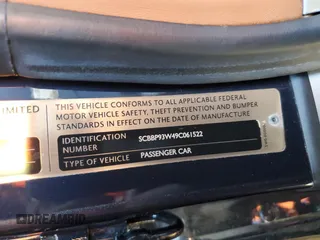 LIMITED
THIS VEHICLE CONFORMS TO ALL APPLICABLE FEDERAL
MOTOR VEHICLE SAFETY, THEFT PREVENTION AND BUMPER
STANDARDS IN EFFECT ON THE DATE OF MANUFACTURE
IDENTIFICATION NUMBER SCBBP93W49C061522
TYPE OF VEHICLE PASSENGER CAR
DREAMBID